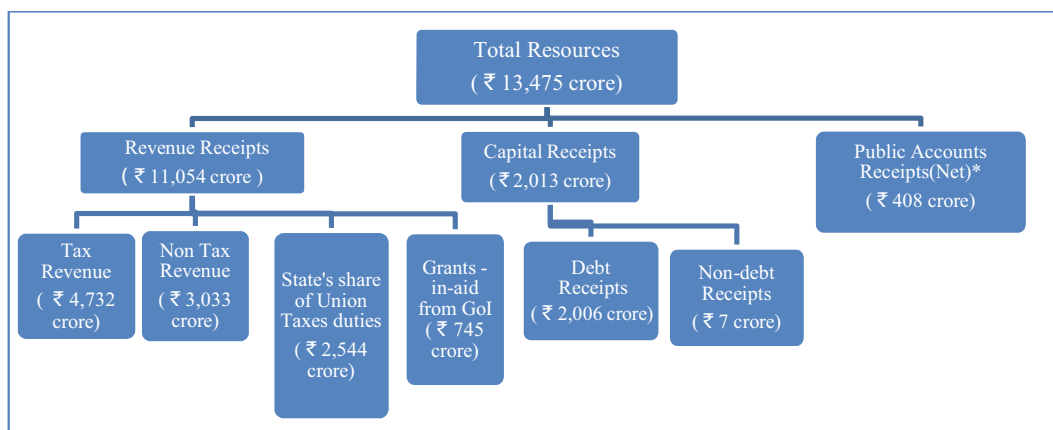 Total Resources
( ₹ 13,475 crore)
Revenue Receipts
( ₹ 11,054 crore )
Capital Receipts
(₹ 2,013 crore)
Public Accounts
Receipts(Net)*
( ₹ 408 crore)
Tax
Revenue
( ₹ 4,732
crore)
Non Tax
Revenue
( ₹ 3,033
crore)
State's share
of Union
Taxes duties
( ₹ 2,544
crore)
Grants -
in-aid
from GoI
( ₹ 745
crore)
Debt
Receipts
( ₹ 2,006 crore)
Non-debt
Receipts
( ₹ 7 crore)